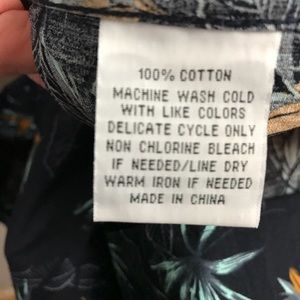 100% COTTON
MACHINE WASH COLD
WITH LIKE COLORS
DELICATE CYCLE ONLY
NON CHLORINE BLEACH
IF NEEDED/LINE DRY
WARM IRON IF NEEDED
MADE IN CHINA